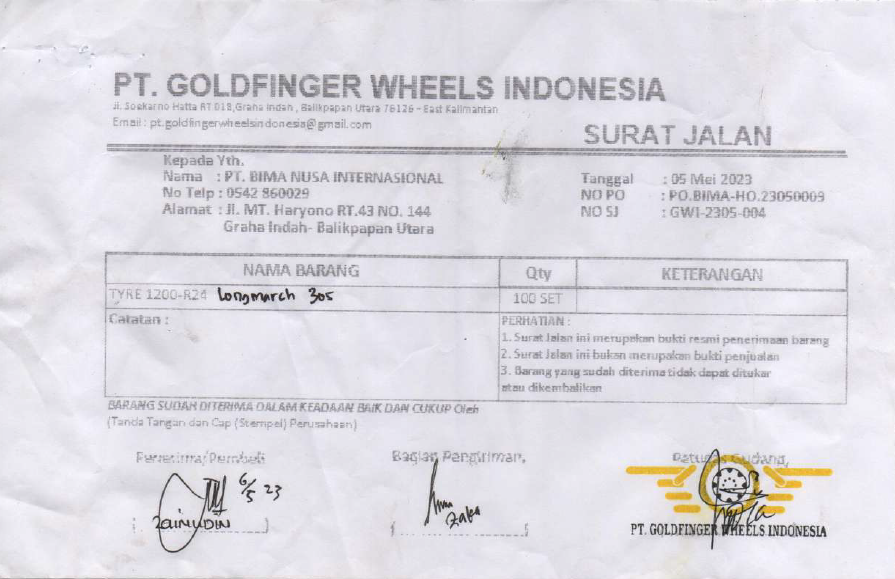 PT. GOLDFINGER WHEELS INDONESIA
Jl. Soekarno Hatta RT 018,Graha Indah , Balikpapan Utara 76126 – East Kalimantan
Email : pt.goldfingerwheelsindonesia@gmail.com
SURAT JALAN
Kepada Yth.
Nama : PT. BIMA NUSA INTERNASIONAL
No Telp : 0542 860029
Alamat : Jl. MT. Haryono RT.43 NO. 144
Graha Indah- Balikpapan Utara
Tanggal : 05 Mei 2023
NO PO : PO.BIMA-HO.23050009
NO SJ : GWI-2305-004
NAMA BARANG Qty KETERANGAN
TYRE 1200-R24 Longmarch 305 100 SET
Catatan :
PERHATIAN :
1. Surat Jalan ini merupakan bukti resmi penerimaan barang
2. Surat Jalan ini bukan merupakan bukti penjualan
3. Barang yang sudah diterima tidak dapat ditukar
atau dikembalikan
BARANG SUDAH DITERIMA DALAM KEADAAN BAIK DAN CUKUP Oleh
(Tanda Tangan dan Cap (Stempel) Perusahaan)
Penerima/Pembeli Bagian Pengiriman, Petugas Gudang,
6/5 23
ZAINUDIN
Zaka
PT. GOLDFINGER WHEELS INDONESIA